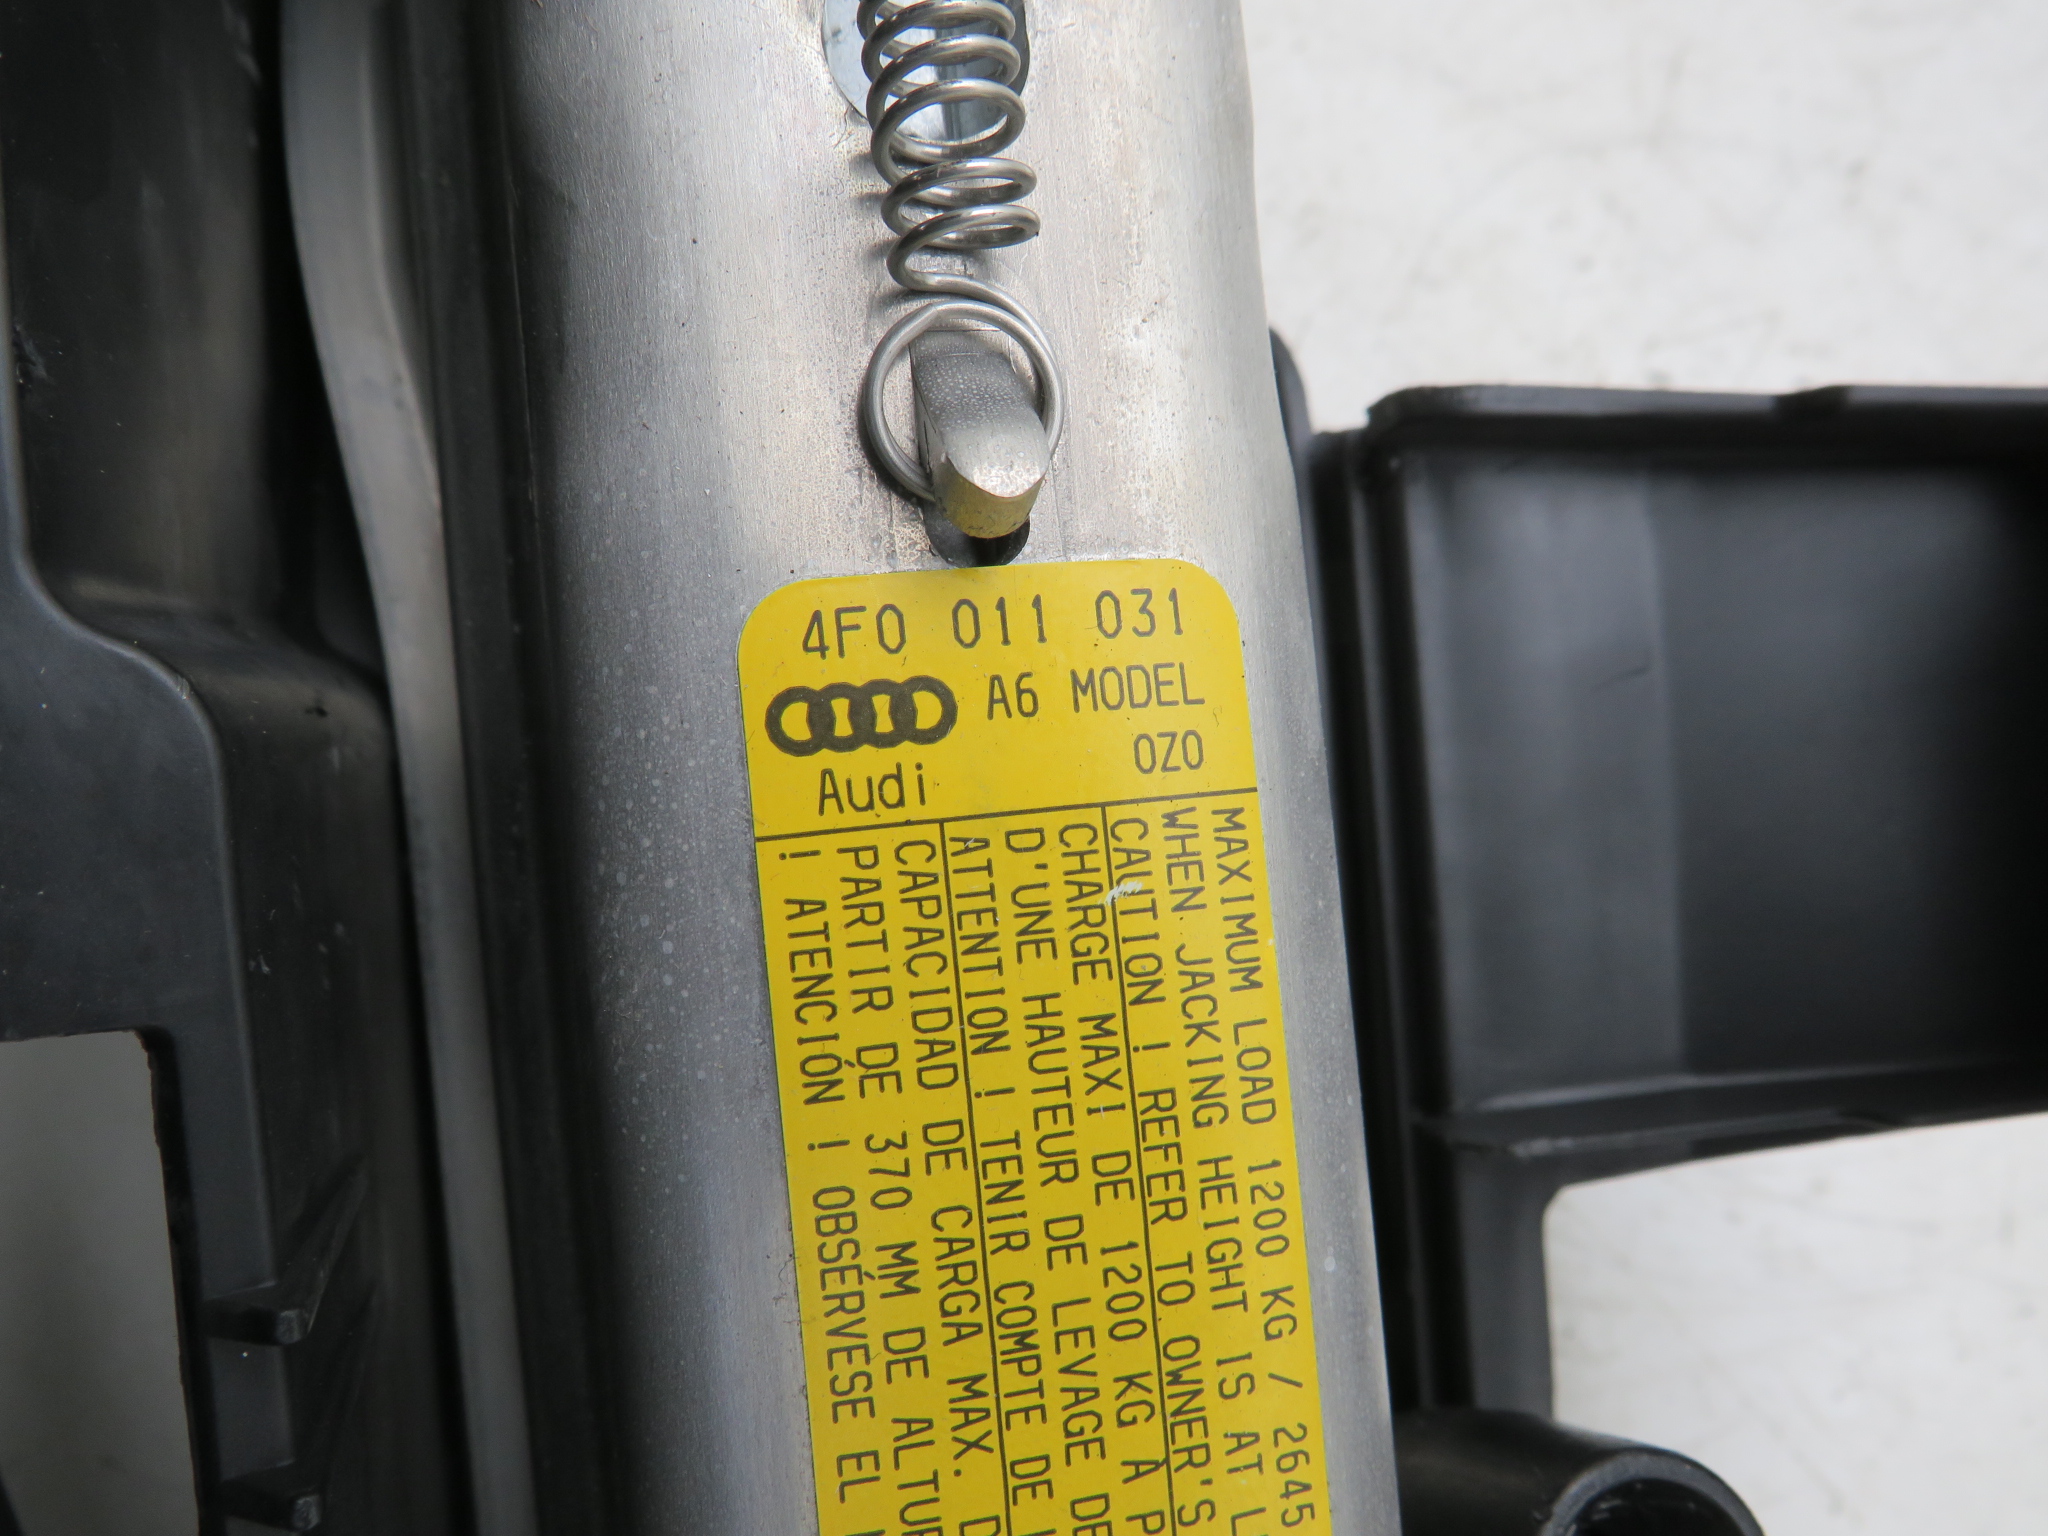 4F0 011 031
A6 MODEL
0Z0
Audi
MAXIMUM LOAD 1200 KG / 2645
WHEN JACKING HEIGHT IS AT
CAUTION ! REFER TO OWNER'S
CHARGE MAXI DE 1200 KG À
D'UNE HAUTEUR DE LEVAGE
ATTENTION ! TENIR COMPTE DE
CAPACIDAD DE CARGA MAX.
PARTIR DE 370 MM DE
! ATENCIÓN ! OBSÉRVESE EL